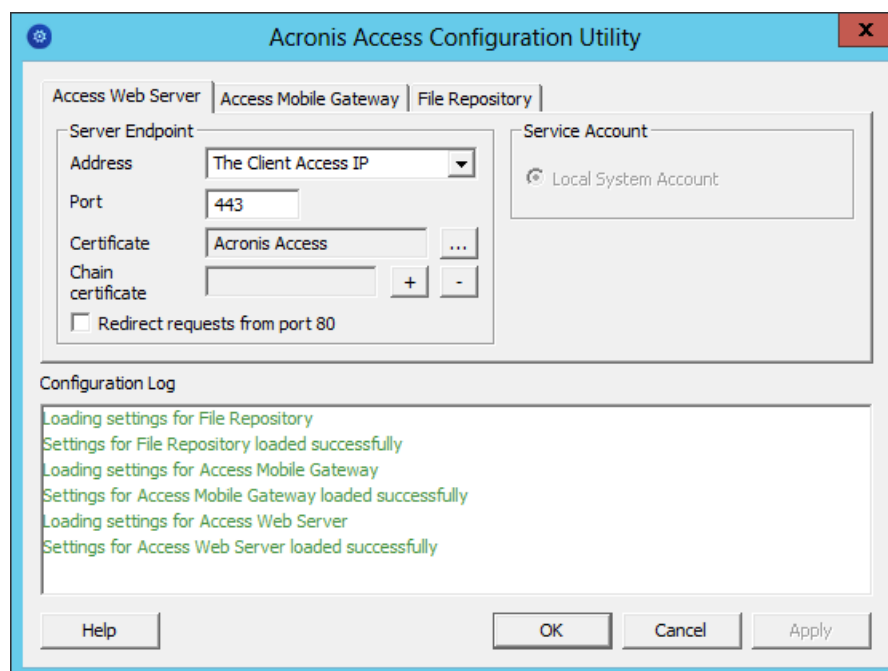 Acronis Access Configuration Utility
x
Access Web Server
Access Mobile Gateway
File Repository
Server Endpoint
Address
The Client Access IP
Port
443
Certificate
Acronis Access
...
Chain
certificate
+
-
Redirect requests from port 80
Service Account
Local System Account
Configuration Log
Loading settings for File Repository
Settings for File Repository loaded successfully
Loading settings for Access Mobile Gateway
Settings for Access Mobile Gateway loaded successfully
Loading settings for Access Web Server
Settings for Access Web Server loaded successfully
Help
OK
Cancel
Apply